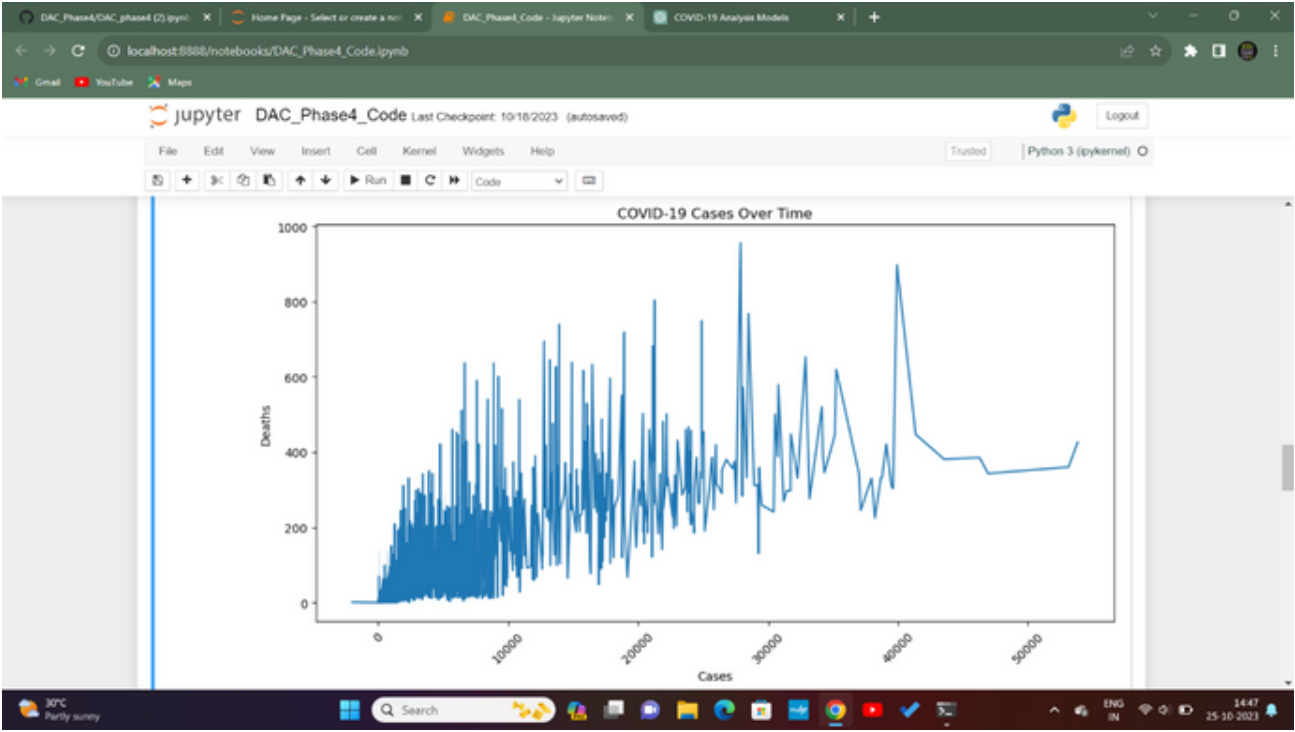 DAC_Phase4/DAC_phase4 (2).ipynb
Home Page - Select or create a not
DAC_Phase4_Code - Jupyter Noteb
COVID-19 Analysis Models
localhost:8888/notebooks/DAC_Phase4_Code.ipynb
Gmail YouTube Maps
jupyter DAC_Phase4_Code Last Checkpoint: 10/18/2023 (autosaved)
Logout
File Edit View Insert Cell Kernel Widgets Help
Trusted Python 3 (ipykernel)
Run Code
COVID-19 Cases Over Time
1000
800
600
400
200
0
Deaths
0 10000 20000 30000 40000 50000
Cases
30°C
Partly sunny
Search
ENG
IN
14:47
25-10-2023